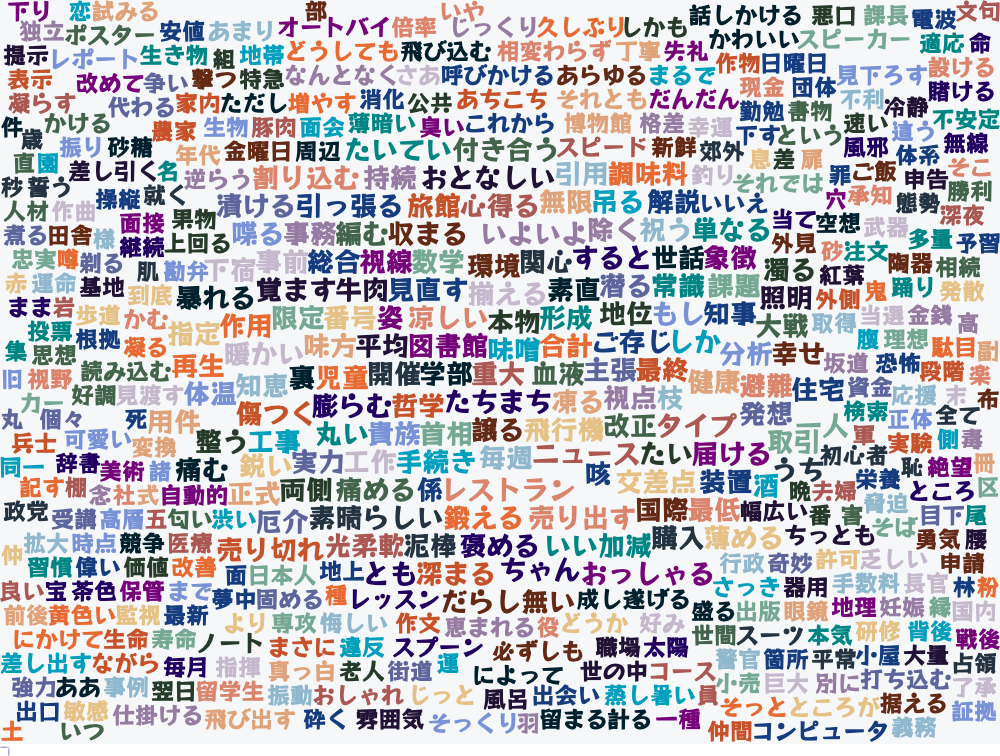 下り 恋 試みる 部 いや 話しかける 悪口 課長 電波 文句
独立 ポスター 安値 あまり オートバイ 倍率 じっくり 久しぶり しかも かわいい スピーカー 適応 命
提示 レポート 生き物 組 地帯 どうしても 飛び込む 相変わらず 丁寧 失礼 作物 日曜日 設ける
表示 改めて 争い 撃つ 特急 なんとなく さあ 呼びかける あらゆる まるで 現金 団体 見下ろす 賭ける
凝らす 代わる 家内 ただし 増やす 消化 公共 あちこち それとも だんだん 勤勉 書物 不利 冷静 不安定
件 歳 かける 農家 生物 豚肉 面会 薄暗い 臭い これから 博物館 格差 幸運 下す という 速い 違う 無線
直 園 振り 砂糖 年代 金曜日 周辺 たいてい 付き合う スピード 新鮮 郊外 息 差 扉 風邪 体系 そこ
秒 誓う 差し引く 名 逆らう 割り込む 持続 おとなしい 引用 調味料 釣り それでは 罪 ご飯 申告 勝利
人材 作曲 操縦 就く 漬ける 引っ張る 旅館 心得る 無限 吊る 解説 いいえ 穴 承知 態勢 深夜
煮る 田舎 様 面接 果物 喋る 事務 編む 収まる いよいよ 除く 祝う 単なる 当て 空想 武器 多量 予習
忠実 噂 剃る 継続 上回る 肌 勘弁 下宿 事前 総合 視線 数学 環境 関心 すると 世話 象徴 外見 砂 注文 陶器 相続
赤 運命 基地 到底 暴れる 覚ます 牛肉 見直す 揃える 素直 潜る 常識 課題 濁る 紅葉 鬼 踊り 発散
まま 岩 歩道 かむ 指定 作用 限定 番号 姿 涼しい 本物 形成 地位 もし 知事 照明 外側 当選 金銭 高
投票 根拠 凝る 暖かい 味方 平均 図書館 味噌 合計 ご存じ しか 分析 大戦 取得 腹 理想 駄目 副
集 思想 読み込む 再生 知恵 裏 児童 開催 学部 重大 血液 主張 最終 健康 避難 幸せ 坂道 恐怖 段階 楽
旧 視野 好調 見渡す 体温 傷つく 膨らむ 哲学 たちまち 凍る 視点 枝 発想 住宅 資金 応援 末 布
カー 丸 個々 死 用件 整う 工事 丸い 貴族 首相 譲る 飛行機 改正 タイプ 取引 人 検索 正体 全て
兵士 可愛い 変換 鋭い 実力 工作 手続き 毎週 ニュース たい 届ける うち 初心者 軍 実験 側 毒
同一 辞書 美術 諸 痛む 両側 痛める 係 レストラン 咳 交差点 装置 酒 晩 夫婦 栄養 恥 絶望 冊
記す 棚 念 社 式 自動的 正式 素晴らしい 鍛える 売り出す 国際 最低 幅広い 番 害 脅迫 ところ 区
政党 受講 高層 五 匂い 渋い 厄介 泥棒 褒める いい加減 購入 薄める ちっとも そば 目下 尾
仲 拡大 時点 競争 医療 売り切れ 光 柔軟 行政 奇妙 許可 乏しい 勇気 腰
習慣 偉い 価値 改善 面 日本人 地上 とも 深まる ちゃん おっしゃる さっき 器用 手数料 長官 申請
良い 宝 茶色 保管 まで 夢中 固める 種 レッスン だらし無い 成し遂げる 盛る 出版 眼鏡 地理 妊娠 縁 林 粉
前後 黄色い 監視 最新 より 専攻 悔しい 作文 恵まれる 役 どうか 好み 世間 スーツ 本気 研修 背後 国内
にかけて 生命 寿命 ノート まさに 違反 スプーン 必ずしも 職場 太陽 警官 箇所 平常 小屋 大量 戦後
差し出す ながら 毎月 指揮 真っ白 老人 街道 運 によって 世の中 コース 小売 巨大 別に 打ち込む 占領
強力 ああ 事例 翌日 留学生 振動 おしゃれ じっと 風呂 出会い 蒸し暑い 員 了承
出口 敏感 仕掛ける 飛び出す 砕く 雰囲気 そっくり 羽 留まる 計る 一種 そっと ところが 据える 証拠
土 いつ 仲間 コンピュータ 義務